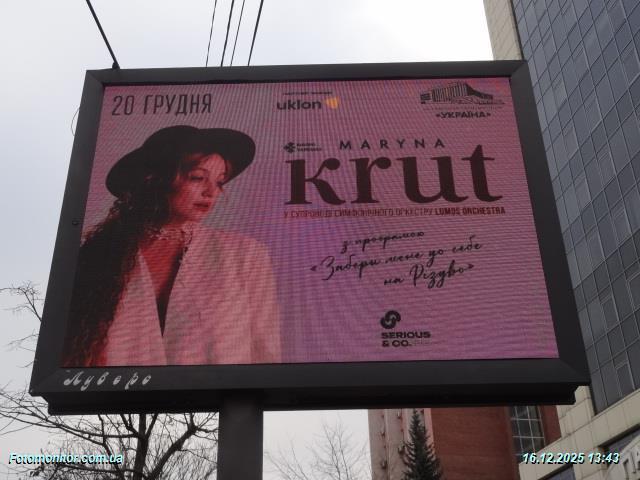 20 ГРУДНЯ
uklon
«УКРАЇНА»
MARYNA
krut
У СУПРОВОДІ СИМФОНІЧНОГО ОРКЕСТРУ LUMOS ORCHESTRA
з програмою
«Забери мене до себе
на Різдво»
SERIOUS
& CO.
Луверс
Fotomonitor.com.ua
16.12.2025 13:43